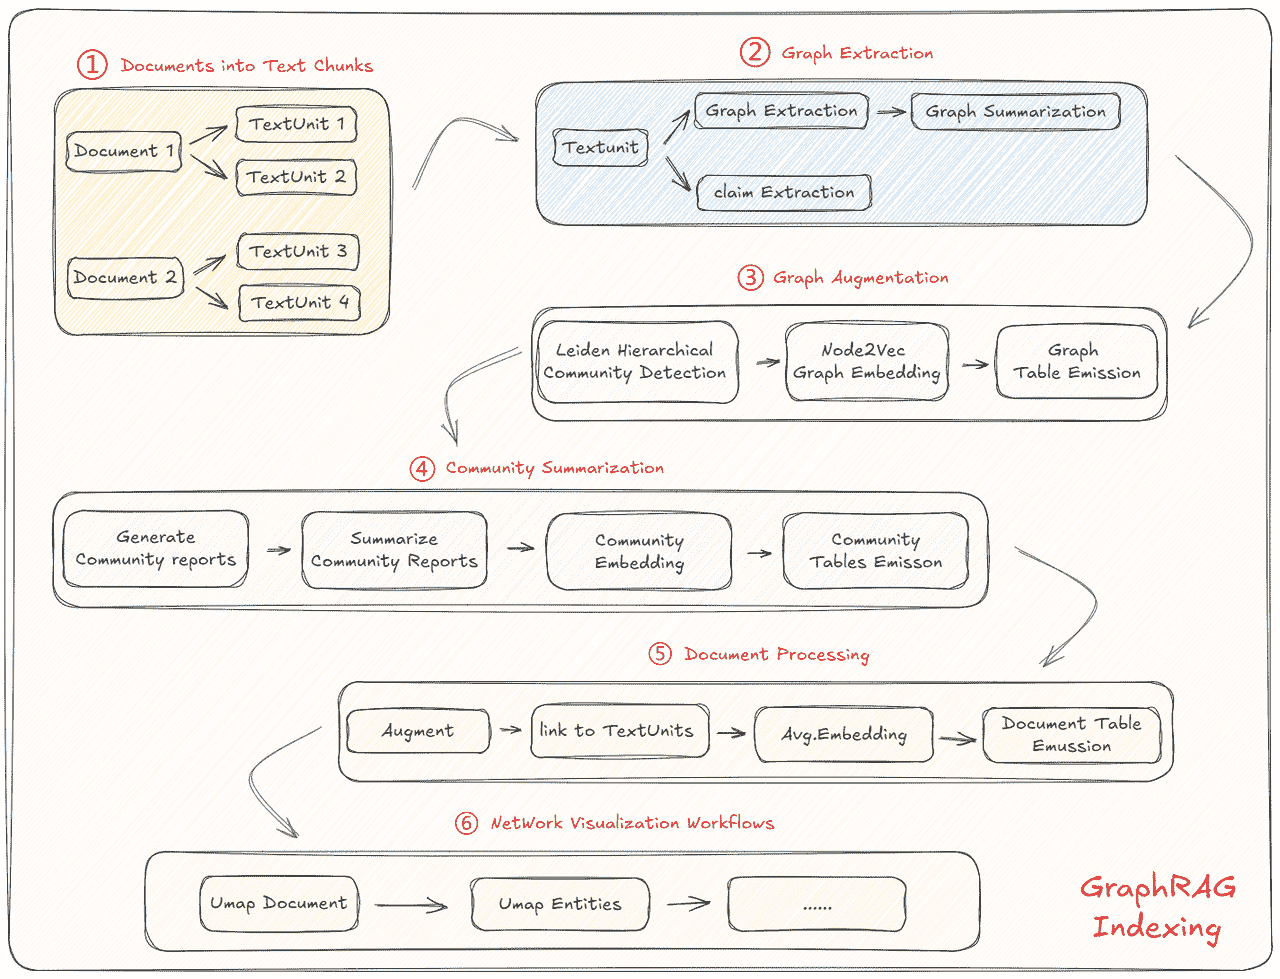 ① Documents into Text Chunks
Document 1
TextUnit 1
TextUnit 2
Document 2
TextUnit 3
TextUnit 4
② Graph Extraction
Textunit
Graph Extraction
Graph Summarization
claim Extraction
③ Graph Augmentation
Leiden Hierarchical
Community Detection
Node2Vec
Graph Embedding
Graph
Table Emission
④ Community Summarization
Generate
Community reports
Summarize
Community Reports
Community
Embedding
Community
Tables Emisson
⑤ Document Processing
Augment
link to TextUnits
Avg.Embedding
Document Table
Emussion
⑥ NetWork Visualization Workflows
Umap Document
Umap Entities
......
GraphRAG
Indexing